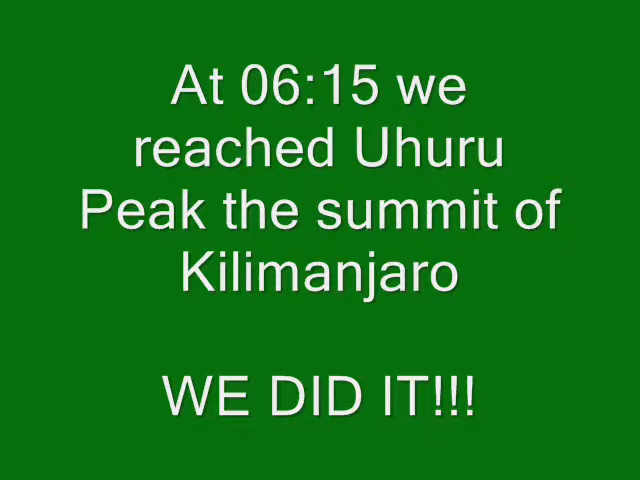 At 06:15 we
reached Uhuru
Peak the summit of
Kilimanjaro
WE DID IT!!!